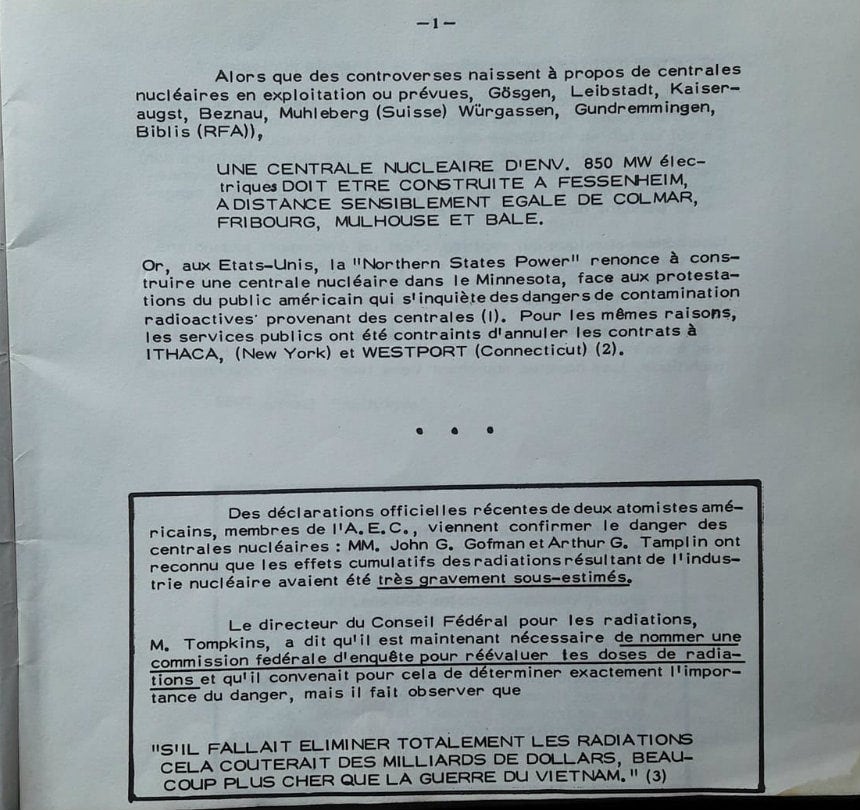 —1—
Alors que des controverses naissent à propos de centrales
nucléaires en exploitation ou prévues, Gösgen, Leibstadt, Kaiser-
augst, Beznau, Muhleberg (Suisse) Würgassen, Gundremmingen,
Biblis (RFA)),
UNE CENTRALE NUCLEAIRE D'ENV. 850 MW élec-
triques DOIT ETRE CONSTRUITE A FESSENHEIM,
A DISTANCE SENSIBLEMENT EGALE DE COLMAR,
FRIBOURG, MULHOUSE ET BALE.
Or, aux Etats-Unis, la "Northern States Power" renonce à cons-
truire une centrale nucléaire dans le Minnesota, face aux protesta-
tions du public américain qui s'inquiète des dangers de contamination
radioactives provenant des centrales (1). Pour les mêmes raisons,
les services publics ont été contraints d'annuler les contrats à
ITHACA, (New York) et WESTPORT (Connecticut) (2).
• • •
Des déclarations officielles récentes de deux atomistes amé-
ricains, membres de l'A.E.C., viennent confirmer le danger des
centrales nucléaires : MM. John G. Gofman et Arthur G. Tamplin ont
reconnu que les effets cumulatifs des radiations résultant de l'indus-
trie nucléaire avaient été très gravement sous-estimés.
Le directeur du Conseil Fédéral pour les radiations,
M. Tompkins, a dit qu'il est maintenant nécessaire de nommer une
commission fedérale d'enquête pour réévaluer les doses de radia-
tions et qu'il convenait pour cela de déterminer exactement l'impor-
tance du danger, mais il fait observer que
"S'IL FALLAIT ELIMINER TOTALEMENT LES RADIATIONS
CELA COUTERAIT DES MILLIARDS DE DOLLARS, BEAU-
COUP PLUS CHER QUE LA GUERRE DU VIETNAM." (3)